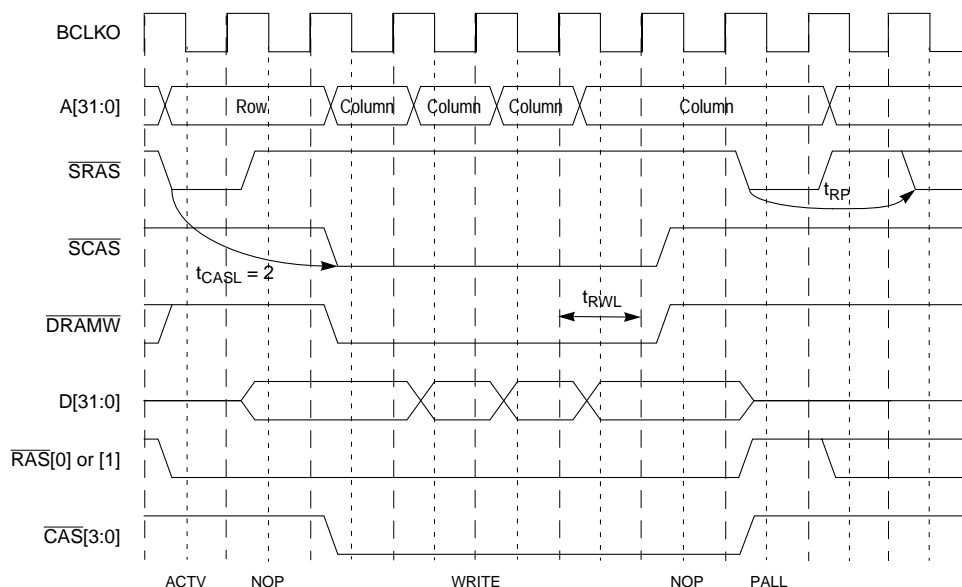 BCLKO
A[31:0]
Row Column Column Column Column
SRAS
tRP
SCAS
tCASL = 2
tRWL
DRAMW
D[31:0]
RAS[0] or [1]
CAS[3:0]
ACTV NOP WRITE NOP PALL